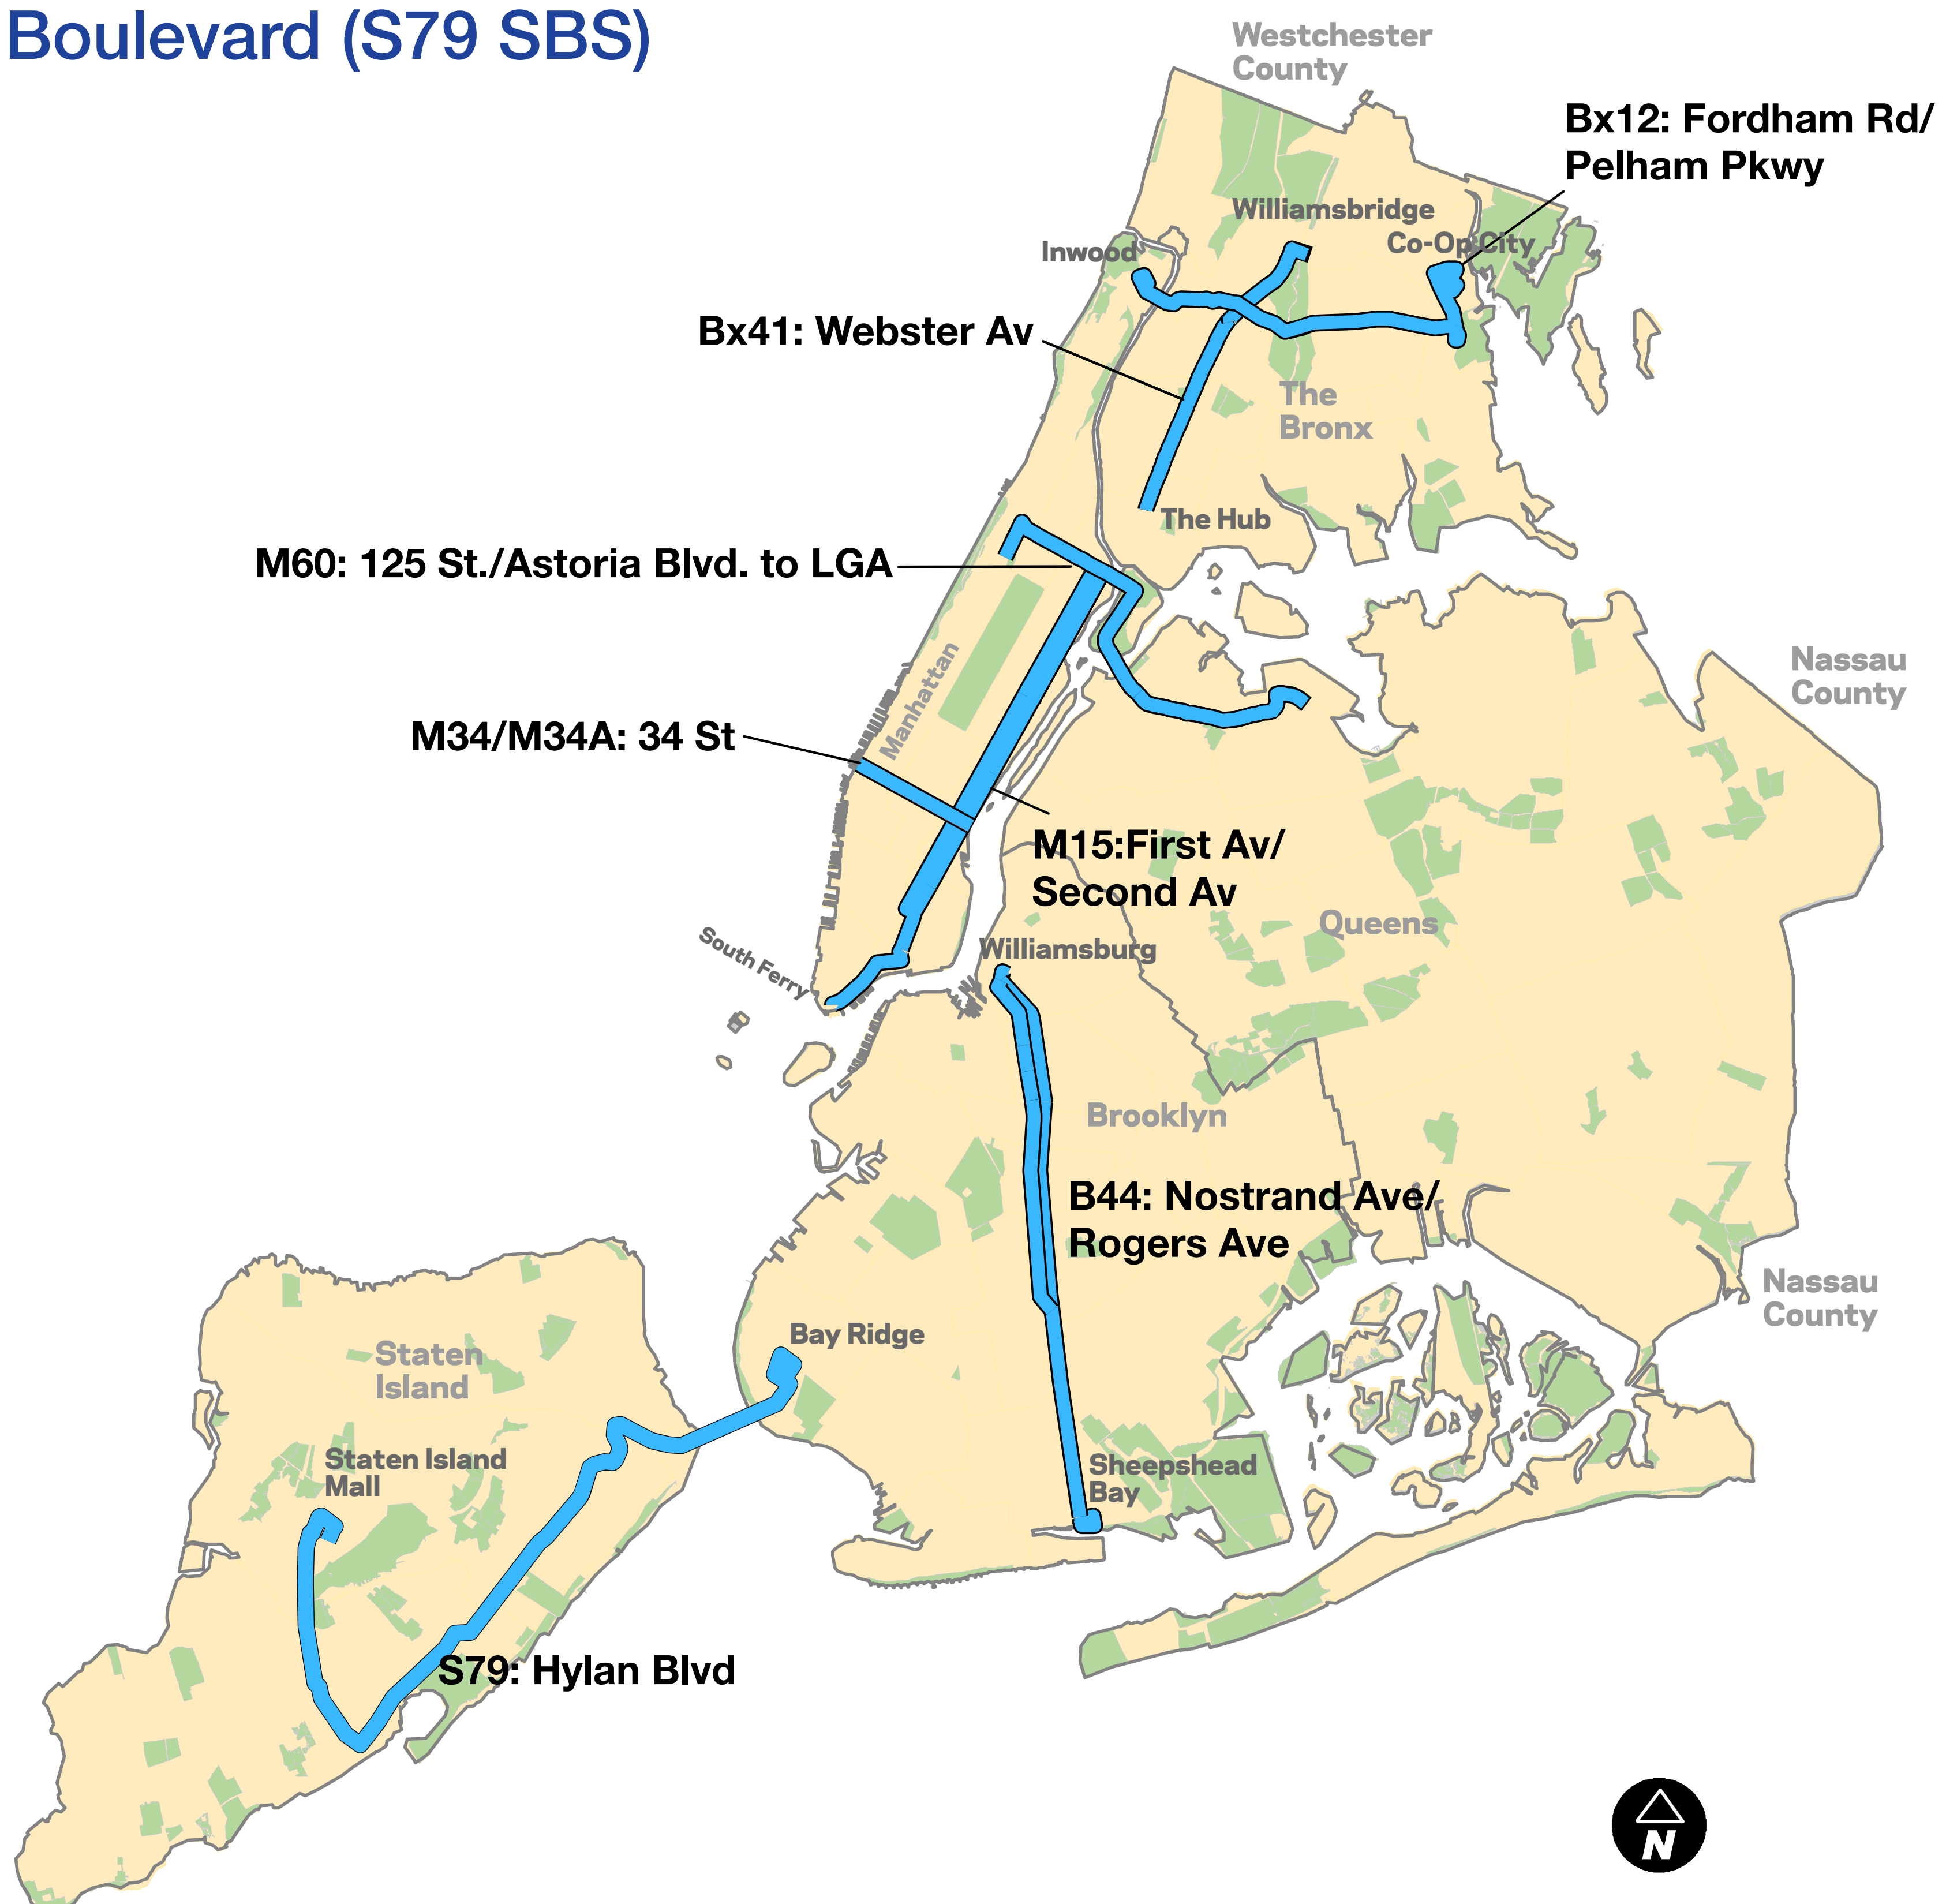 Boulevard (S79 SBS)
Westchester
County
Bx12: Fordham Rd/
Pelham Pkwy
Williamsbridge
Co-Op City
Inwood
Bx41: Webster Av
The
Bronx
The Hub
M60: 125 St./Astoria Blvd. to LGA
Manhattan
Nassau
County
M34/M34A: 34 St
M15:First Av/
Second Av
Queens
South Ferry
Williamsburg
Brooklyn
B44: Nostrand Ave/
Rogers Ave
Nassau
County
Bay Ridge
Staten
Island
Staten Island
Mall
Sheepshead
Bay
S79: Hylan Blvd
N